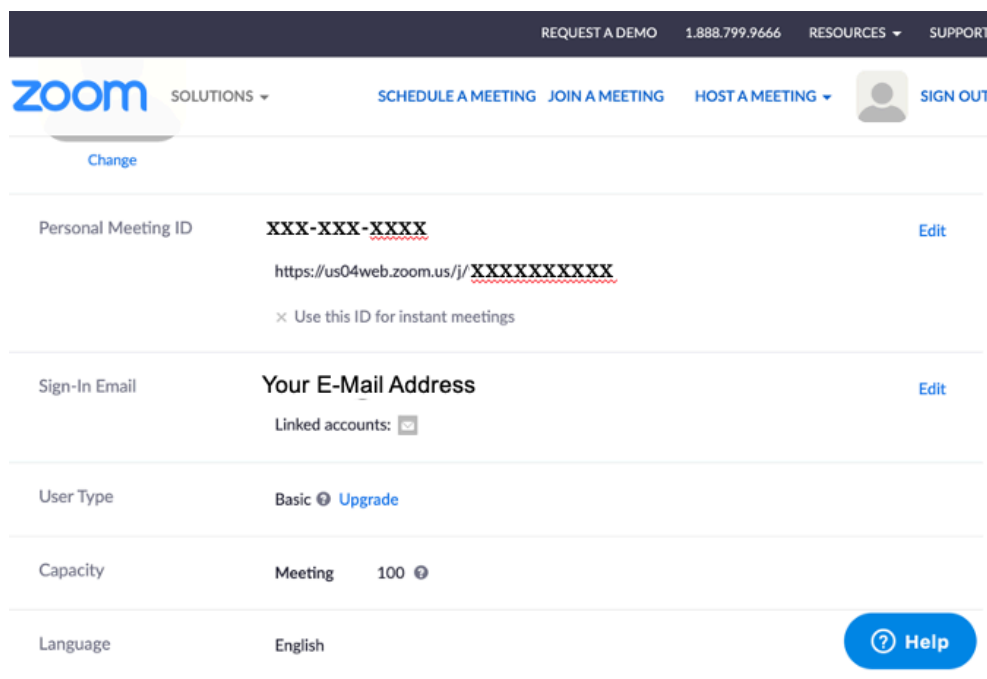 REQUEST A DEMO 1.888.799.9666 RESOURCES SUPPORT
zoom SOLUTIONS SCHEDULE A MEETING JOIN A MEETING HOST A MEETING SIGN OUT
Change
Personal Meeting ID XXX-XXX-XXXX Edit
https://us04web.zoom.us/j/XXXXXXXXXX
× Use this ID for instant meetings
Sign-In Email Your E-Mail Address Edit
Linked accounts:
User Type Basic Upgrade
Capacity Meeting 100
Language English
Help